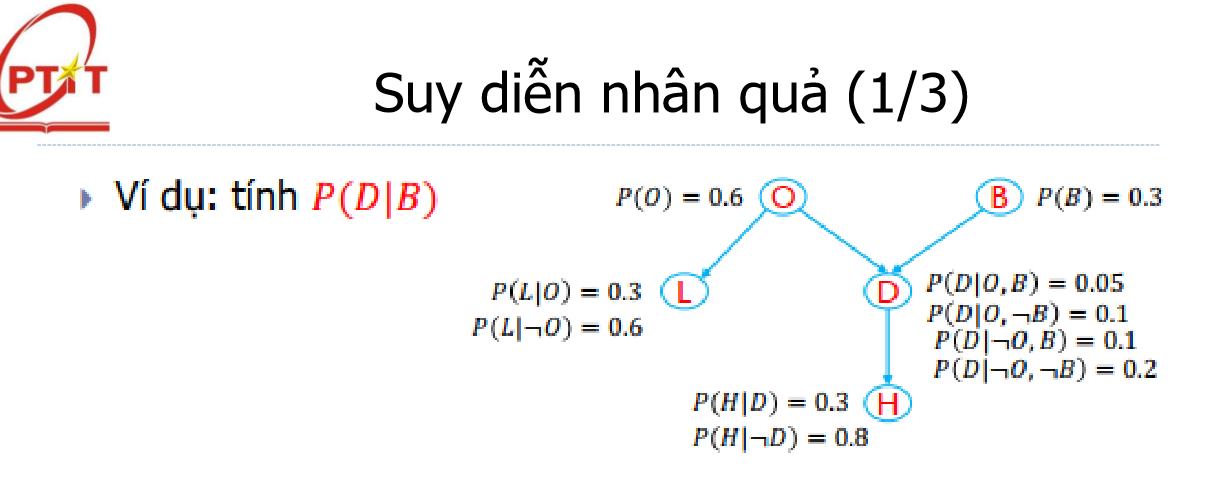 PTIT
Suy diễn nhân quả (1/3)
Ví dụ: tính P(D|B)
P(O) = 0.6
O
B
P(B) = 0.3
P(L|O) = 0.3
P(L|¬O) = 0.6
L
D
P(D|O, B) = 0.05
P(D|O, ¬B) = 0.1
P(D|¬O, B) = 0.1
P(D|¬O, ¬B) = 0.2
P(H|D) = 0.3
P(H|¬D) = 0.8
H